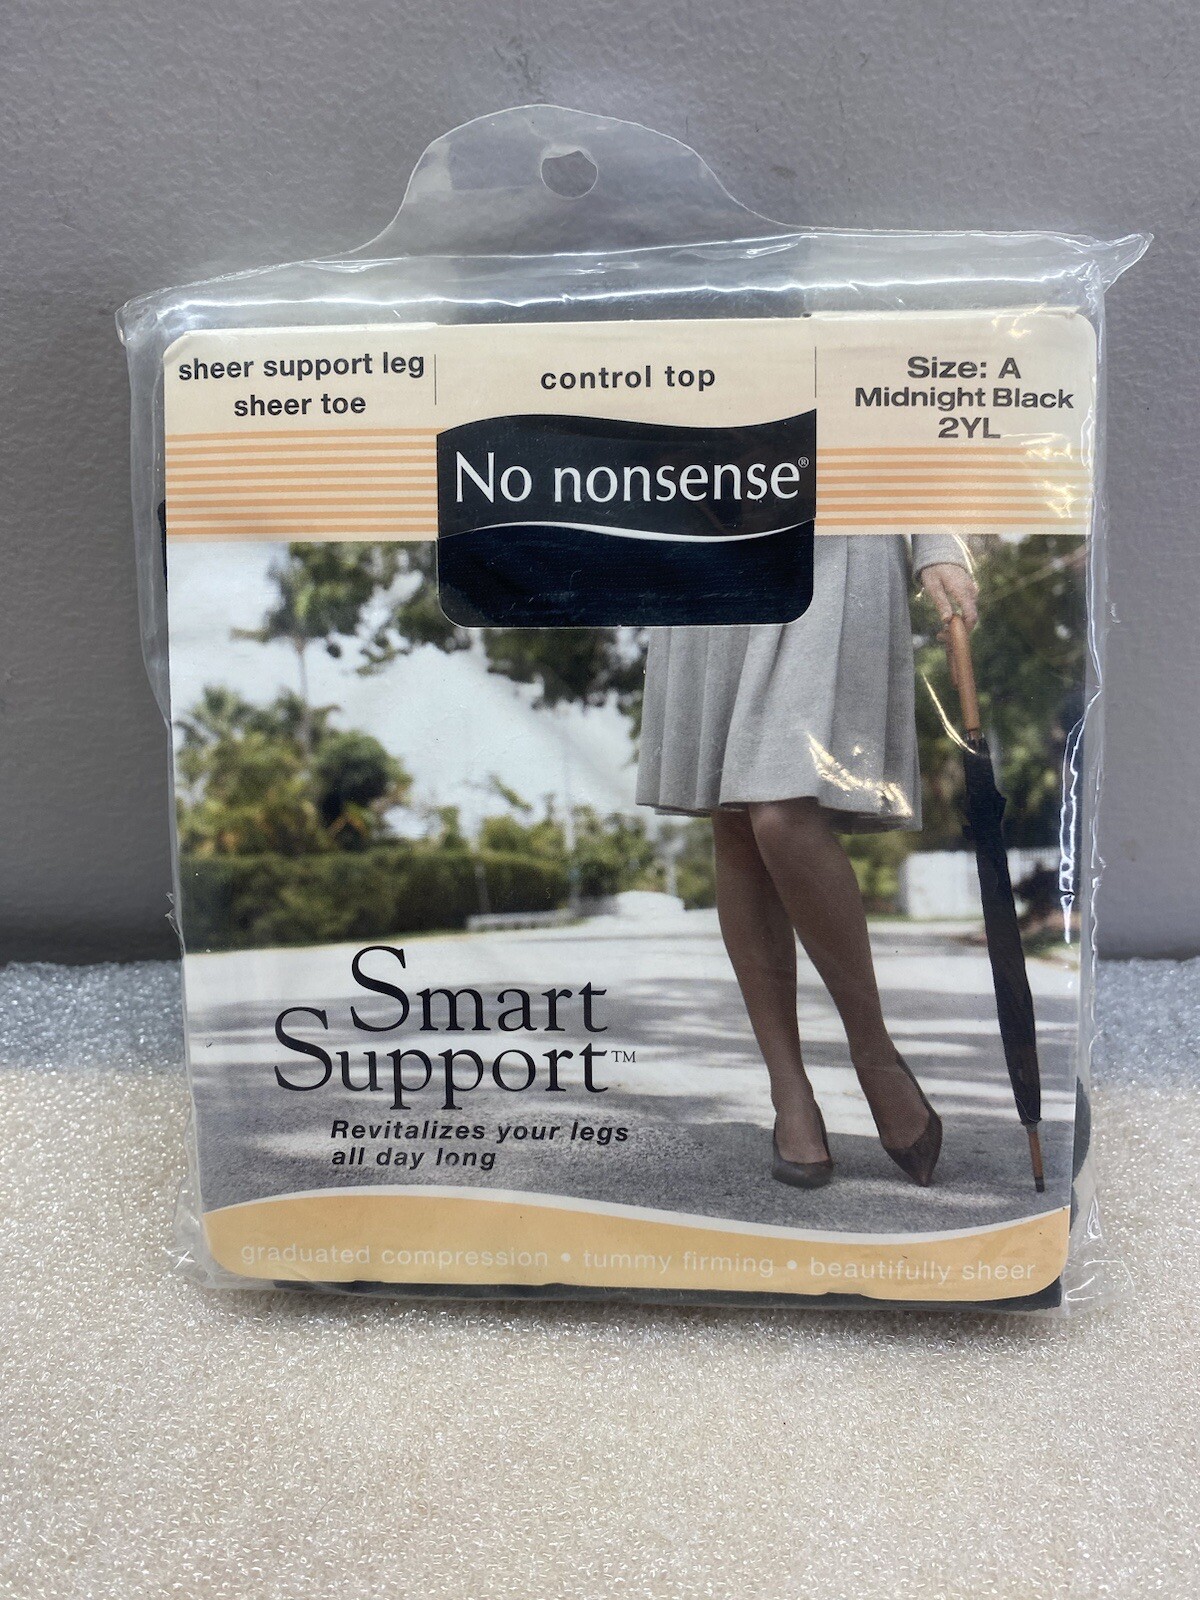 sheer support leg
sheer toe
control top
Size: A
Midnight Black
2YL
No nonsense®
Smart
Support™
Revitalizes your legs
all day long
graduated compression • tummy firming • beautifully sheer